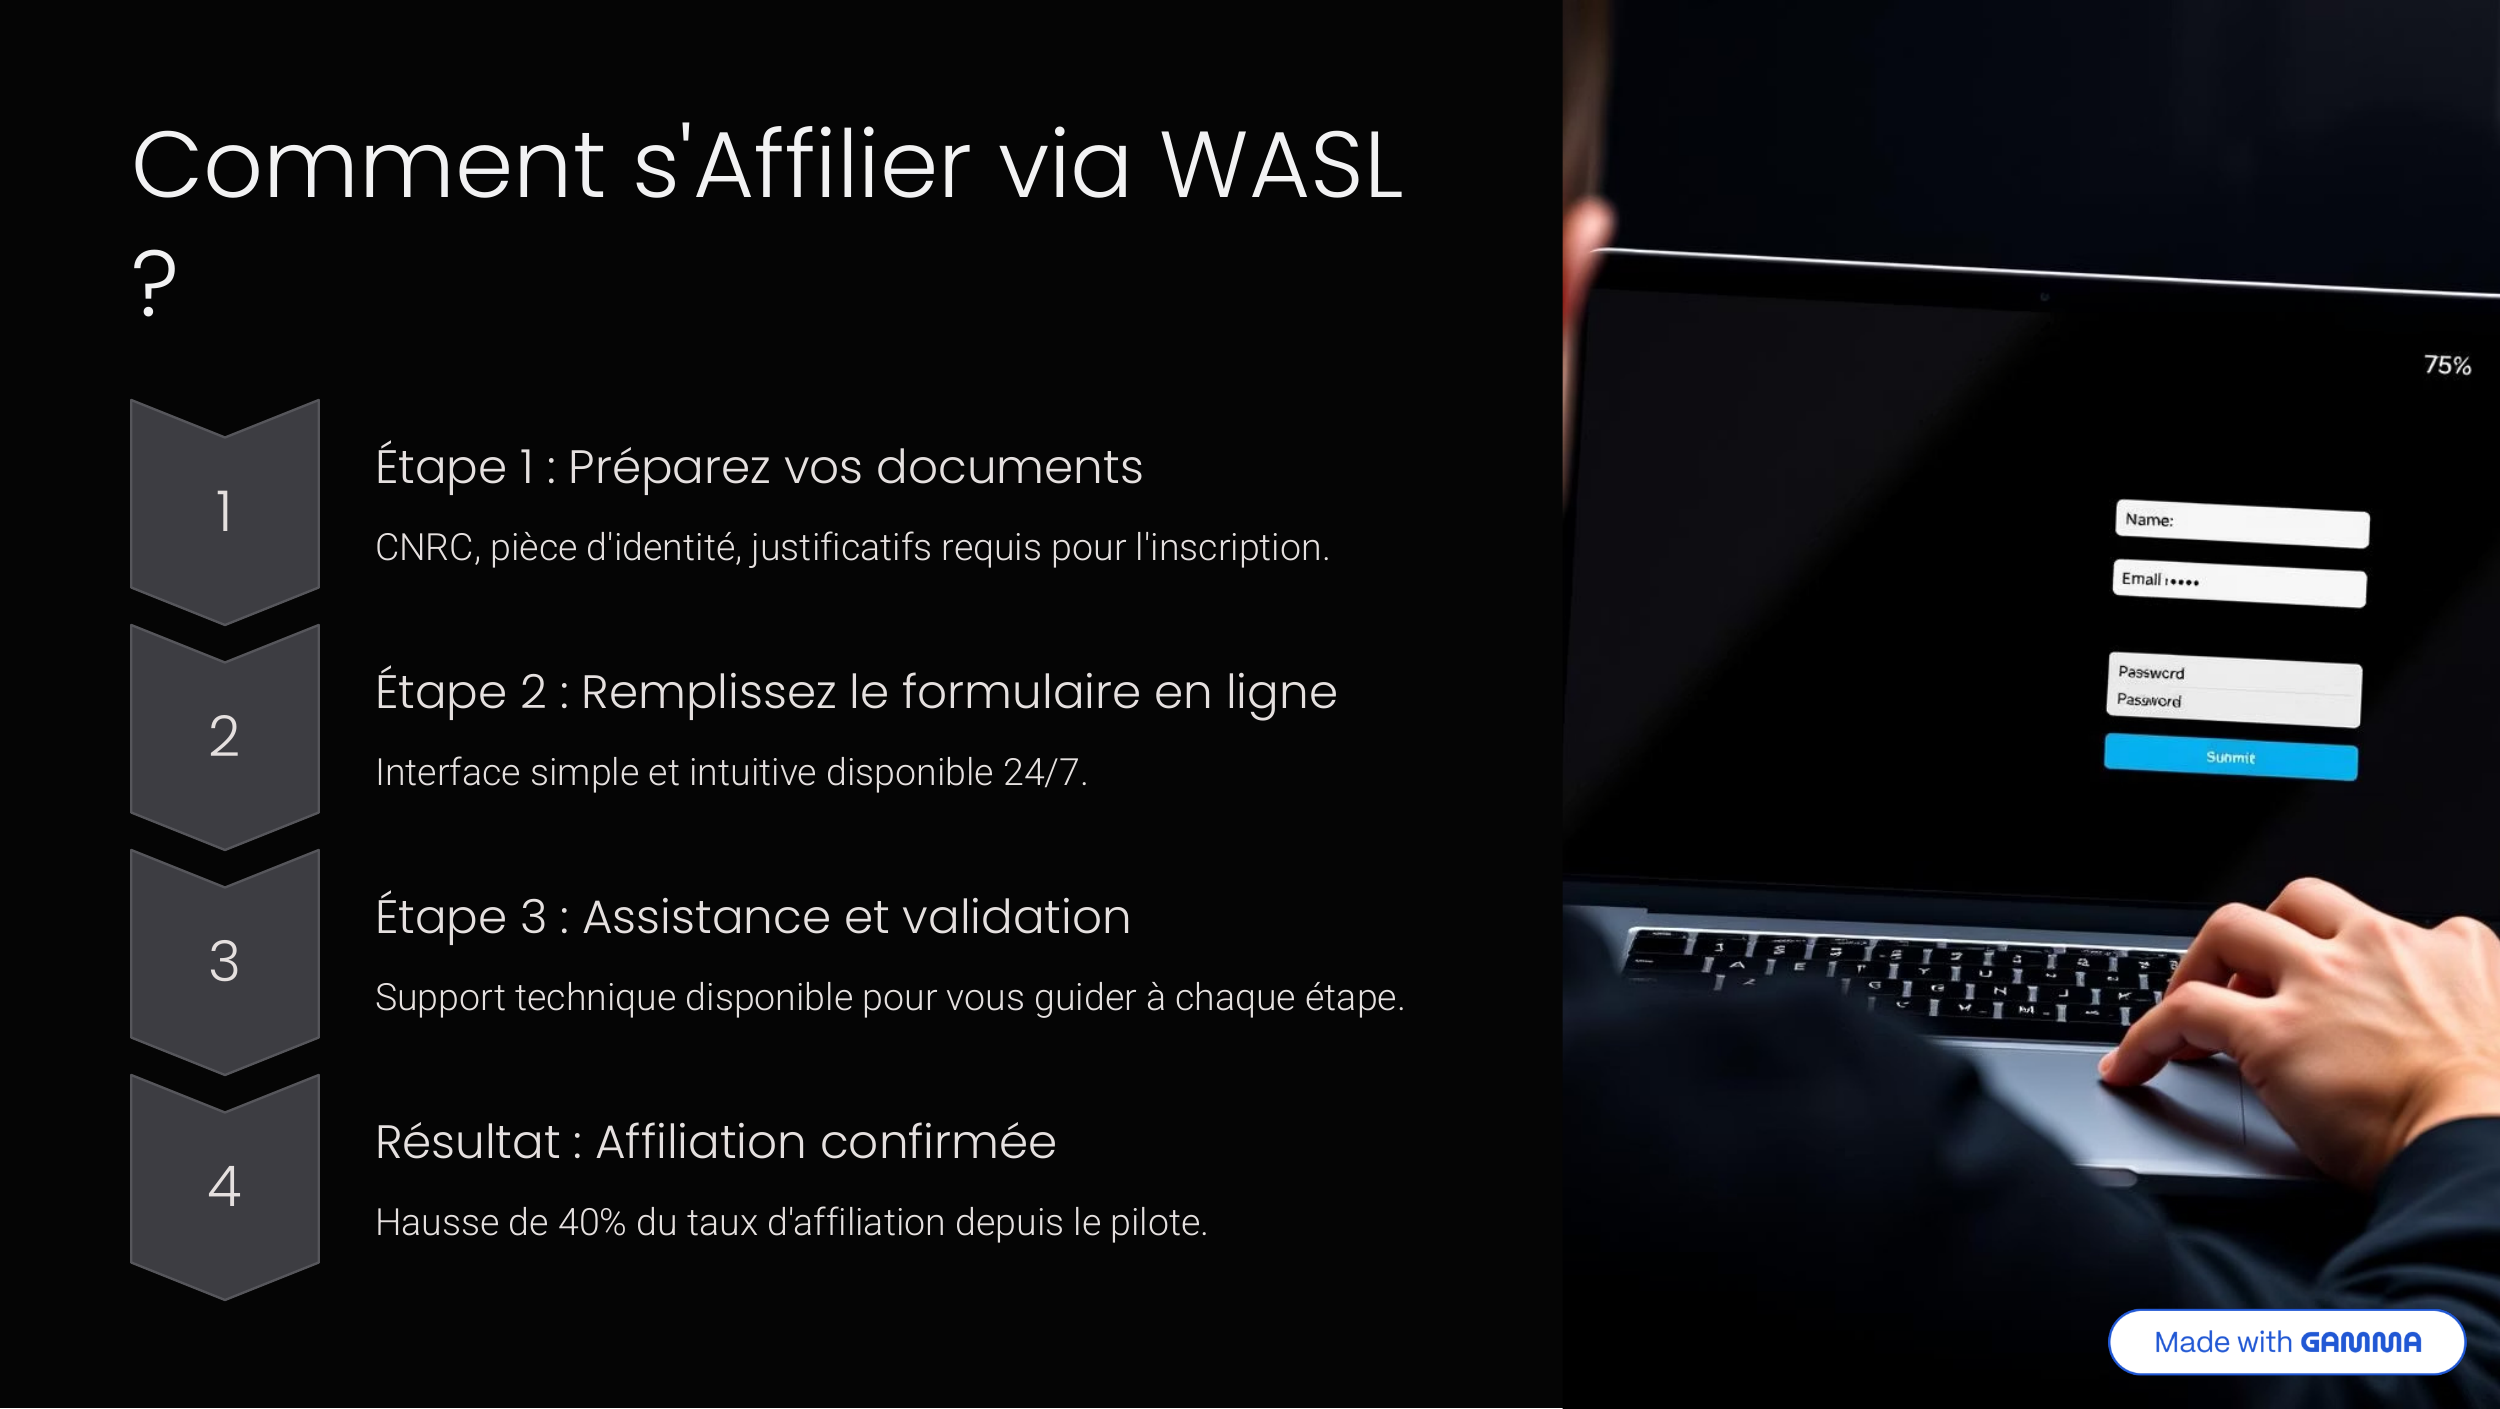 Comment s'Affilier via WASL
?
1
Étape 1 : Préparez vos documents
CNRC, pièce d'identité, justificatifs requis pour l'inscription.
2
Étape 2 : Remplissez le formulaire en ligne
Interface simple et intuitive disponible 24/7.
3
Étape 3 : Assistance et validation
Support technique disponible pour vous guider à chaque étape.
4
Résultat : Affiliation confirmée
Hausse de 40% du taux d'affiliation depuis le pilote.
75%
Name:
Email
Password
Password
Made with GAMMA